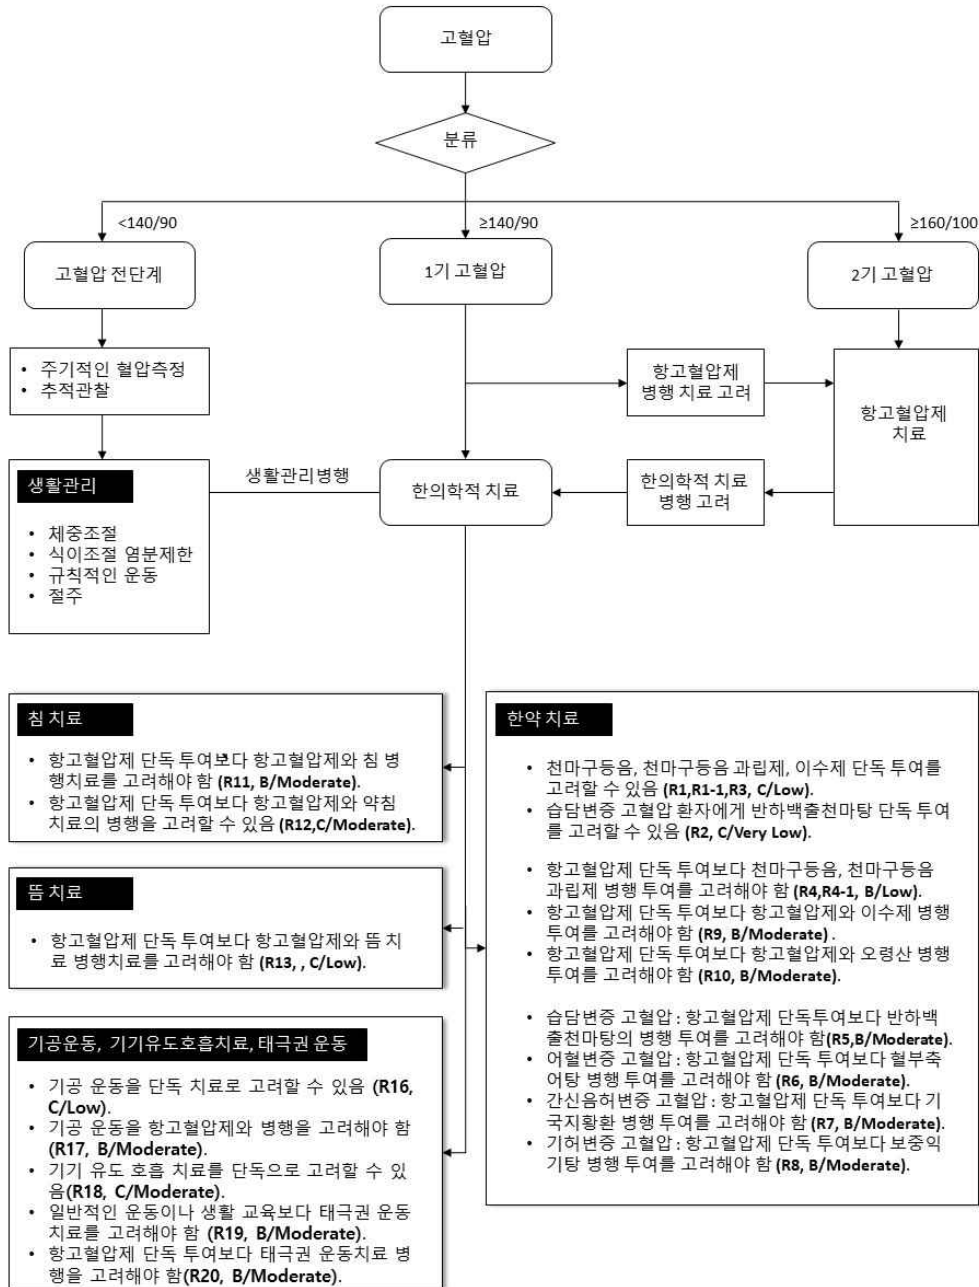 고혈압
분류
<140/90
≥140/90
≥160/100
고혈압 전단계
1기 고혈압
2기 고혈압
• 주기적인 혈압측정
• 추적관찰
항고혈압제
병행 치료 고려
항고혈압제
치료
생활관리
• 체중조절
• 식이조절 염분제한
• 규칙적인 운동
• 절주
생활관리병행
한의학적 치료
한의학적 치료
병행 고려
침 치료
• 항고혈압제 단독 투여보다 항고혈압제와 침 병
행치료를 고려해야 함 (R11, B/Moderate).
• 항고혈압제 단독 투여보다 항고혈압제와 약침
치료의 병행을 고려할 수 있음 (R12,C/Moderate).
뜸 치료
• 항고혈압제 단독 투여보다 항고혈압제와 뜸 치
료 병행치료를 고려해야 함 (R13, , C/Low).
기공운동, 기기유도호흡치료, 태극권 운동
• 기공 운동을 단독 치료로 고려할 수 있음 (R16,
C/Low).
• 기공 운동을 항고혈압제와 병행을 고려해야 함
(R17, B/Moderate).
• 기기 유도 호흡 치료를 단독으로 고려할 수 있
음(R18, C/Moderate).
• 일반적인 운동이나 생활 교육보다 태극권 운동
치료를 고려해야 함 (R19, B/Moderate).
• 항고혈압제 단독 투여보다 태극권 운동치료 병
행을 고려해야 함(R20, B/Moderate).
한약 치료
• 천마구등음, 천마구등음 과립제, 이수제 단독 투여를
고려할 수 있음 (R1,R1-1,R3, C/Low).
• 습담변증 고혈압 환자에게 반하백출천마탕 단독 투여
를 고려할 수 있음 (R2, C/Very Low).
• 항고혈압제 단독 투여보다 천마구등음, 천마구등음
과립제 병행 투여를 고려해야 함 (R4,R4-1, B/Low).
• 항고혈압제 단독 투여보다 항고혈압제와 이수제 병행
투여를 고려해야 함 (R9, B/Moderate) .
• 항고혈압제 단독 투여보다 항고혈압제와 오령산 병행
투여를 고려해야 함 (R10, B/Moderate).
• 습담변증 고혈압 : 항고혈압제 단독투여보다 반하백
출천마탕의 병행 투여를 고려해야 함(R5,B/Moderate).
• 어혈변증 고혈압 : 항고혈압제 단독 투여보다 혈부축
어탕 병행 투여를 고려해야 함 (R6, B/Moderate).
• 간신음허변증 고혈압 : 항고혈압제 단독 투여보다 기
국지황환 병행 투여를 고려해야 함 (R7, B/Moderate).
• 기허변증 고혈압 : 항고혈압제 단독 투여보다 보중익
기탕 병행 투여를 고려해야 함 (R8, B/Moderate).